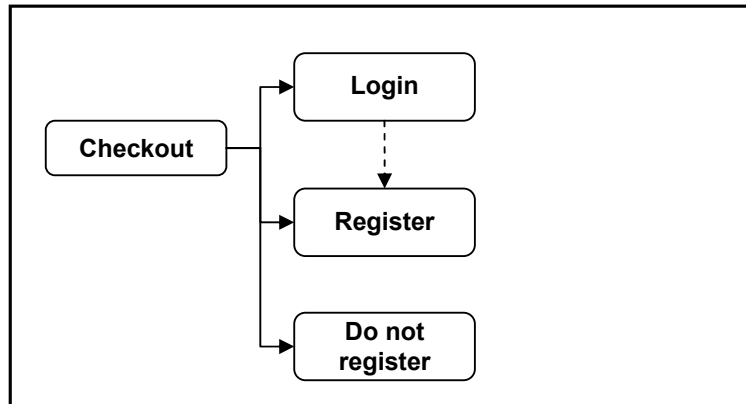 Login
Checkout
Register
Do not
register